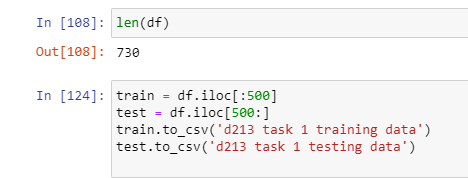 In [108]: len(df)
Out[108]: 730
In [124]: train = df.iloc[:500]
test = df.iloc[500:]
train.to_csv('d213 task 1 training data')
test.to_csv('d213 task 1 testing data')